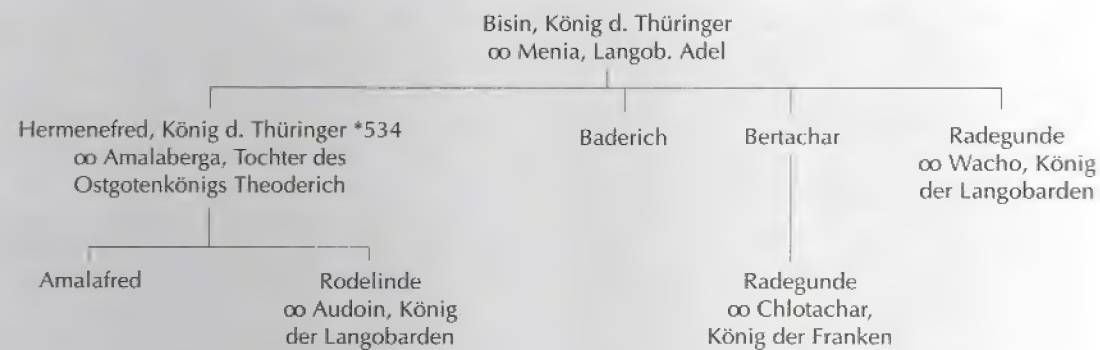 Bisin, König d. Thüringer
∞ Menia, Langob. Adel
Hermenefred, König d. Thüringer *534
∞ Amalaberga, Tochter des
Ostgotenkönigs Theoderich
Baderich
Bertachar
Radegunde
∞ Wacho, König
der Langobarden
Amalafred
Rodelinde
∞ Audoin, König
der Langobarden
Radegunde
∞ Chlotachar,
König der Franken